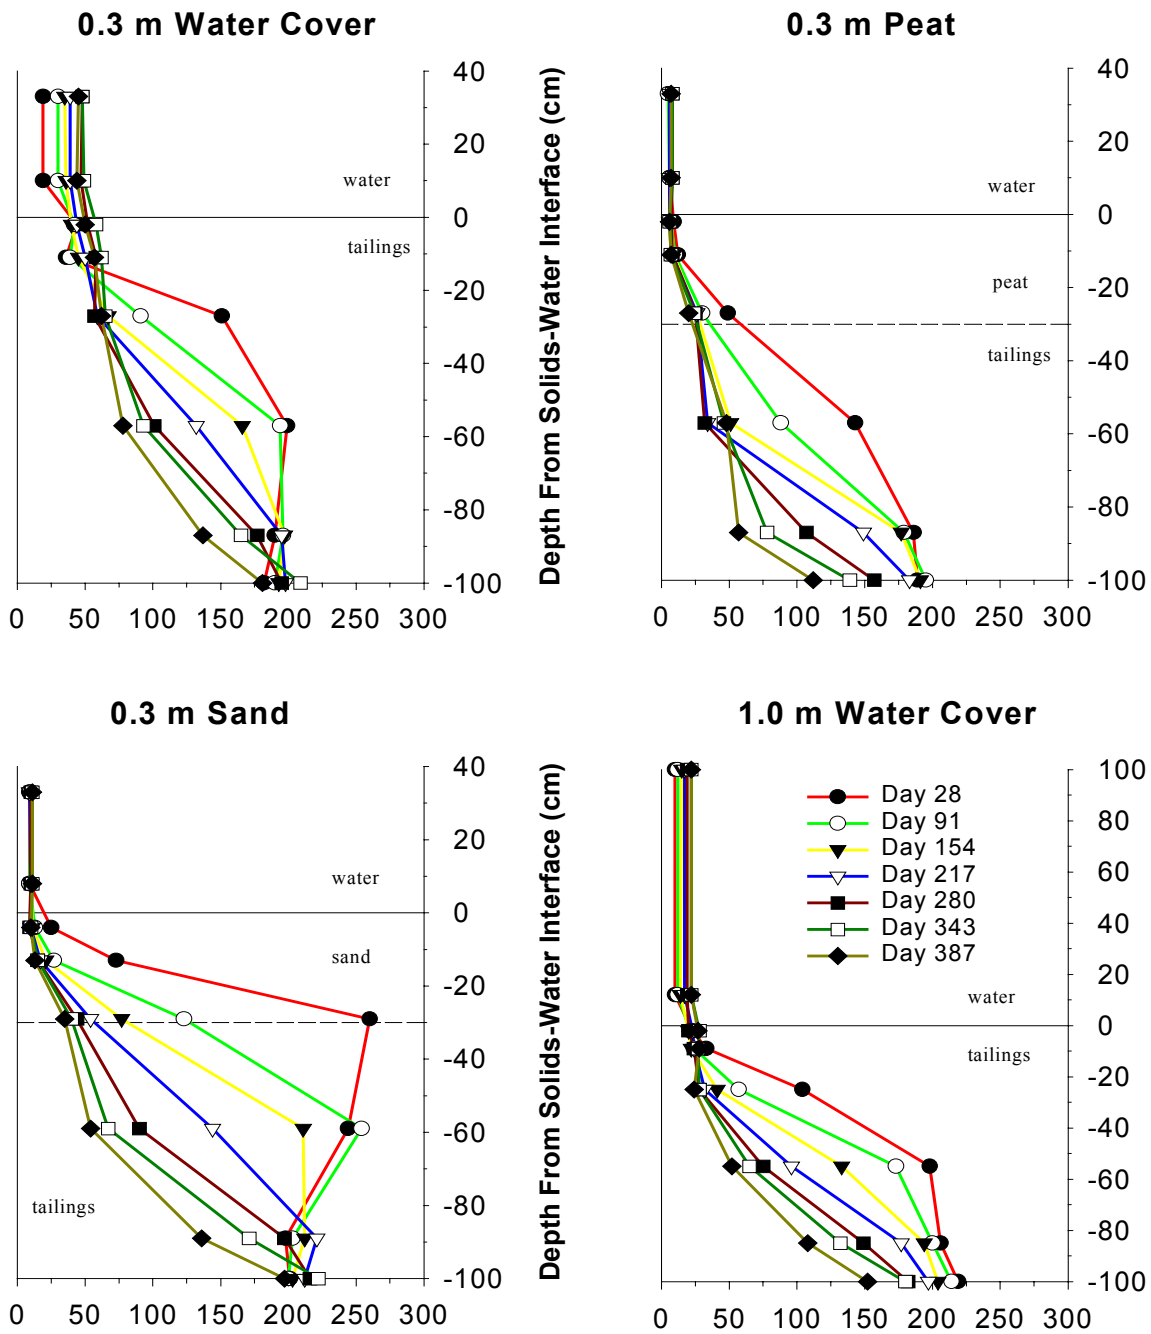 0.3 m Water Cover
40
20
0
-20
-40
-60
-80
-100
water
tailings
0 50 100 150 200 250 300
Depth From Solids-Water Interface (cm)
0.3 m Peat
40
20
0
-20
-40
-60
-80
-100
water
peat
tailings
0 50 100 150 200 250 300
0.3 m Sand
40
20
0
-20
-40
-60
-80
-100
water
sand
tailings
0 50 100 150 200 250 300
Depth From Solids-Water Interface (cm)
1.0 m Water Cover
100
80
60
40
20
0
-20
-40
-60
-80
-100
Day 28
Day 91
Day 154
Day 217
Day 280
Day 343
Day 387
water
tailings
0 50 100 150 200 250 300